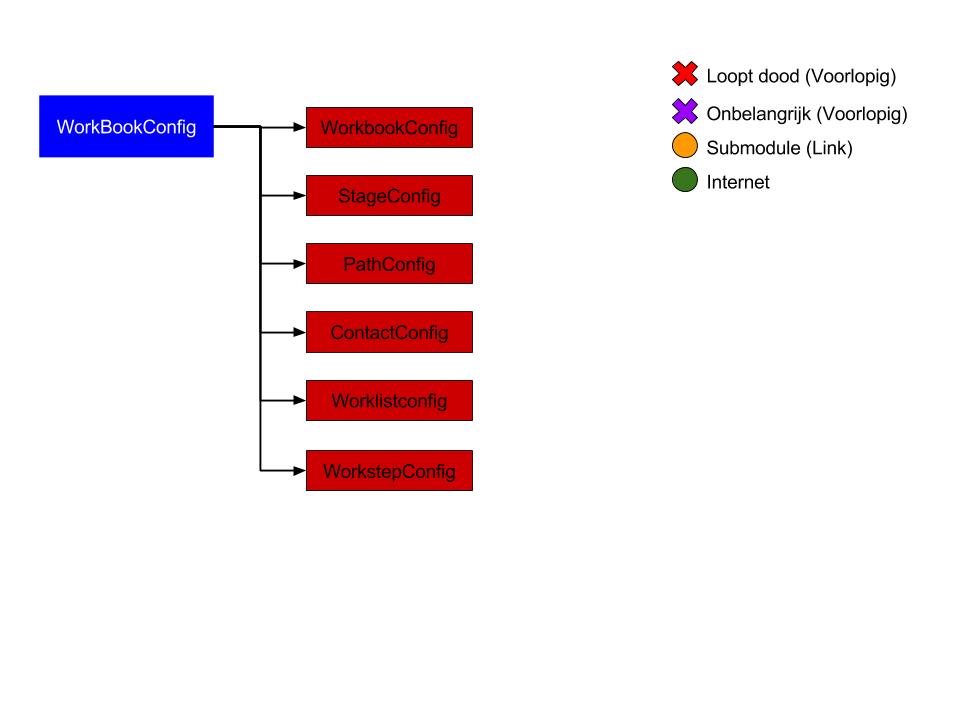 WorkBookConfig
WorkbookConfig
StageConfig
PathConfig
ContactConfig
Worklistconfig
WorkstepConfig
Loopt dood (Voorlopig)
Onbelangrijk (Voorlopig)
Submodule (Link)
Internet